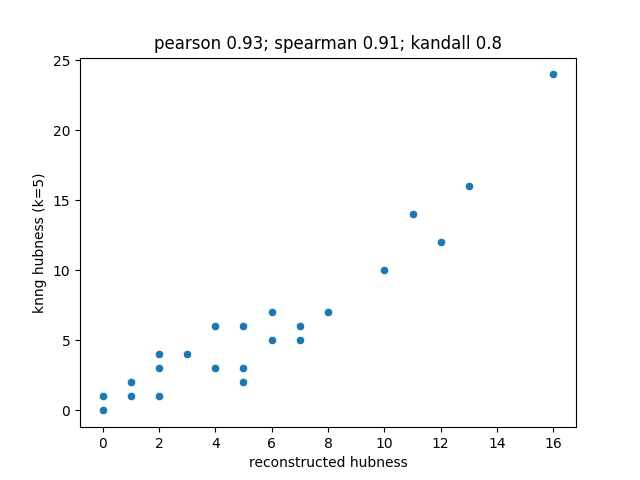 pearson 0.93; spearman 0.91; kandall 0.8
25
20
15
10
5
0
knng hubness (k=5)
0 2 4 6 8 10 12 14 16
reconstructed hubness